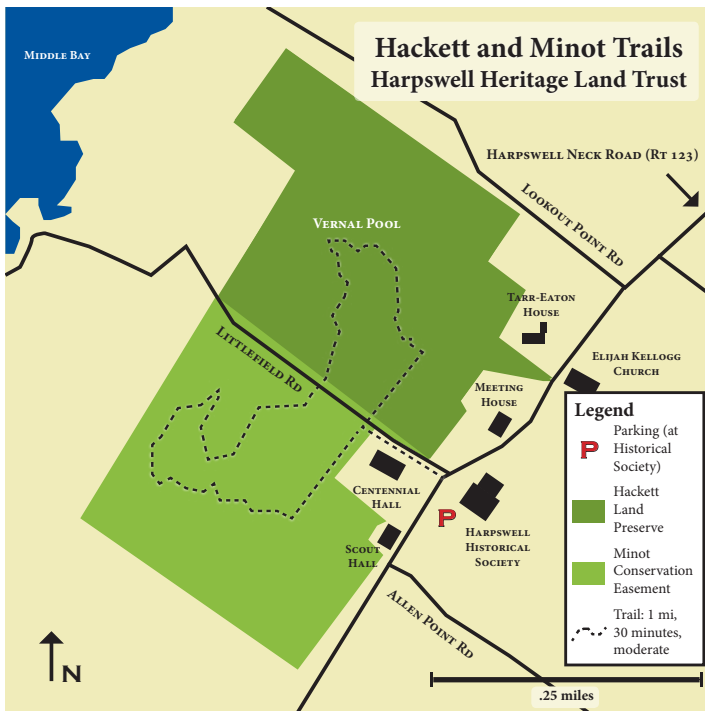 Hackett and Minot Trails
Harpswell Heritage Land Trust
Middle Bay
Harpswell Neck Road (Rt 123)
Lookout Point Rd
Vernal Pool
Tarr-Eaton
House
Littlefield Rd
Elijah Kellogg
Church
Meeting
House
Centennial
Hall
P
Harpswell
Historical
Society
Scout
Hall
Allen Point Rd
Legend
P
Parking (at
Historical
Society)
Hackett
Land
Preserve
Minot
Conservation
Easement
Trail: 1 mi,
30 minutes,
moderate
N
.25 miles